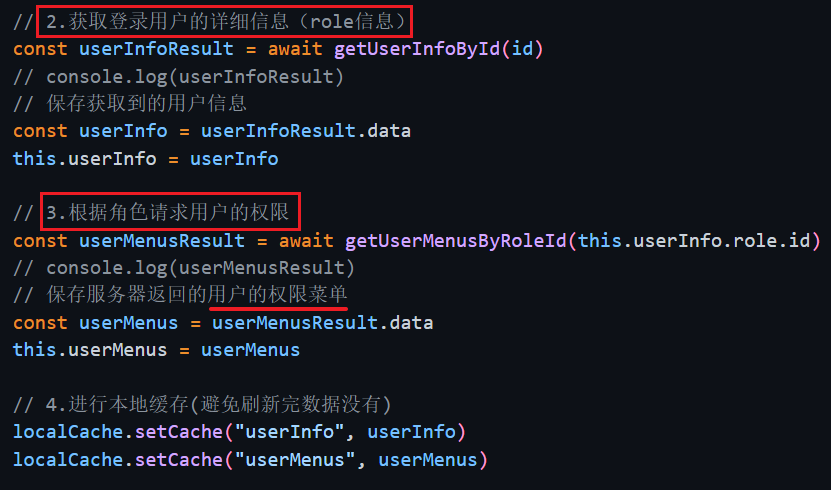 // 2.获取登录用户的详细信息（role信息）
const userInfoResult = await getUserInfoById(id)
// console.log(userInfoResult)
// 保存获取到的用户信息
const userInfo = userInfoResult.data
this.userInfo = userInfo
// 3.根据角色请求用户的权限
const userMenusResult = await getUserMenusByRoleId(this.userInfo.role.id)
// console.log(userMenusResult)
// 保存服务器返回的用户的权限菜单
const userMenus = userMenusResult.data
this.userMenus = userMenus
// 4.进行本地缓存(避免刷新完数据没有)
localCache.setCache("userInfo", userInfo)
localCache.setCache("userMenus", userMenus)